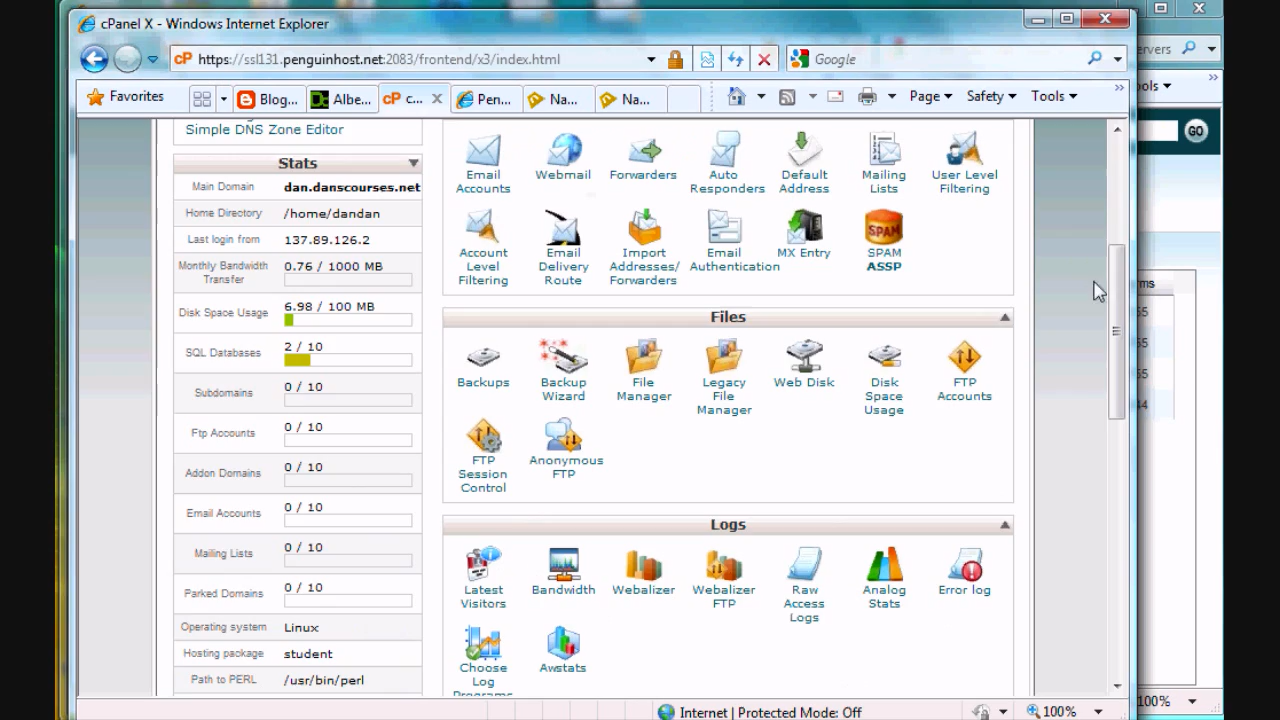 cPanel X - Windows Internet Explorer
https://ssl131.penguinhost.net:2083/frontend/x3/index.html
Google
Favorites
Blog...
Albe...
c...
Pen...
Na...
Na...
Page
Safety
Tools
ervers
ols
GO
Simple DNS Zone Editor
Stats
Main Domain dan.danscourses.net
Home Directory /home/dandan
Last login from 137.89.126.2
Monthly Bandwidth Transfer 0.76 / 1000 MB
Disk Space Usage 6.98 / 100 MB
SQL Databases 2 / 10
Subdomains 0 / 10
Ftp Accounts 0 / 10
Addon Domains 0 / 10
Email Accounts 0 / 10
Mailing Lists 0 / 10
Parked Domains 0 / 10
Operating system Linux
Hosting package student
Path to PERL /usr/bin/perl
Email Accounts
Webmail
Forwarders
Auto Responders
Default Address
Mailing Lists
User Level Filtering
Account Level Filtering
Email Delivery Route
Import Addresses/ Forwarders
Email Authentication
MX Entry
SPAM
SPAM ASSP
Files
Backups
Backup Wizard
File Manager
Legacy File Manager
Web Disk
Disk Space Usage
FTP Accounts
FTP Session Control
Anonymous FTP
Logs
Latest Visitors
Bandwidth
Webalizer
Webalizer FTP
Raw Access Logs
Analog Stats
Error log
Choose Log Programs
Awstats
ms
Internet | Protected Mode: Off
100%
100%